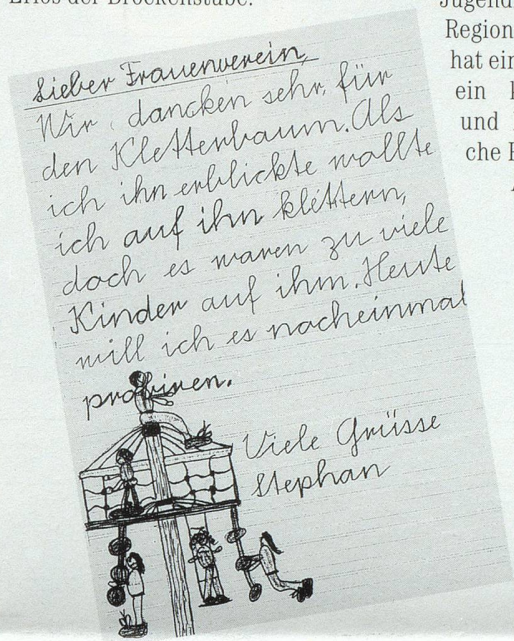 Erlös der Brockenstube.
Lieber Frauenverein,
Wir dancken sehr, für
den Kletterbaum. Als
ich ihn erblickte wollte
ich auf ihn klettern,
doch es waren zu viele
Kinder auf ihm. Heute
will ich es nocheinmal
probiren.
Viele Grüsse
Stephan
Jugend
Region
hat ein
ein k
und
che